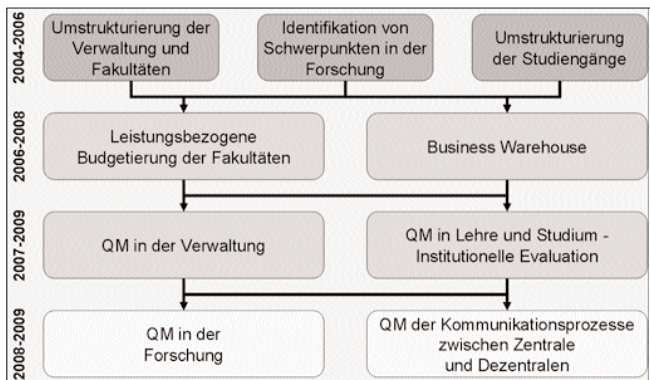 2004-2006
Umstrukturierung der
Verwaltung und
Fakultäten
Identifikation von
Schwerpunkten in der
Forschung
Umstrukturierung
der Studiengänge
2006-2008
Leistungsbezogene
Budgetierung der Fakultäten
Business Warehouse
2007-2009
QM in der Verwaltung
QM in Lehre und Studium -
Institutionelle Evaluation
2008-2009
QM in der
Forschung
QM der Kommunikationsprozesse
zwischen Zentrale
und Dezentralen